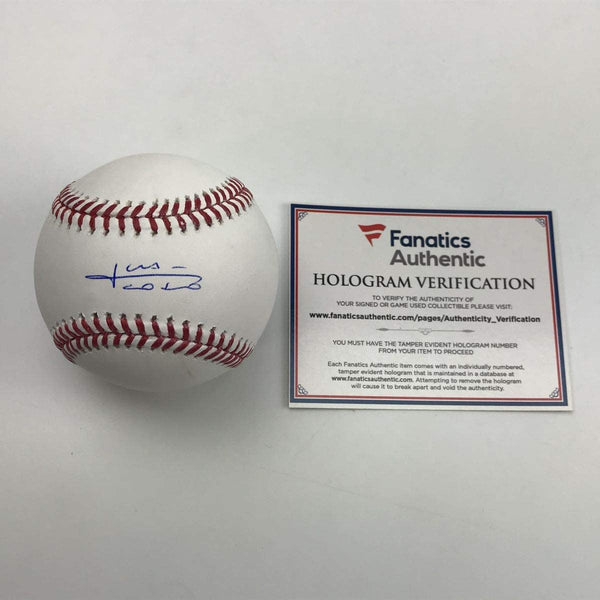 Fanatics
Authentic
HOLOGRAM VERIFICATION
TO VERIFY THE AUTHENTICITY OF
YOUR SIGNED OR GAME USED COLLECTIBLE PLEASE VISIT:
www.fanaticsauthentic.com/pages/Authenticity_Verification
YOU MUST HAVE THE TAMPER EVIDENT HOLOGRAM NUMBER
FROM YOUR ITEM TO PROCEED
Each Fanatics Authentic item comes with an individually numbered,
tamper evident hologram that is maintained in a database at
www.fanaticsauthentic.com. Attempting to remove the hologram
will cause it to break apart and void the authenticity.